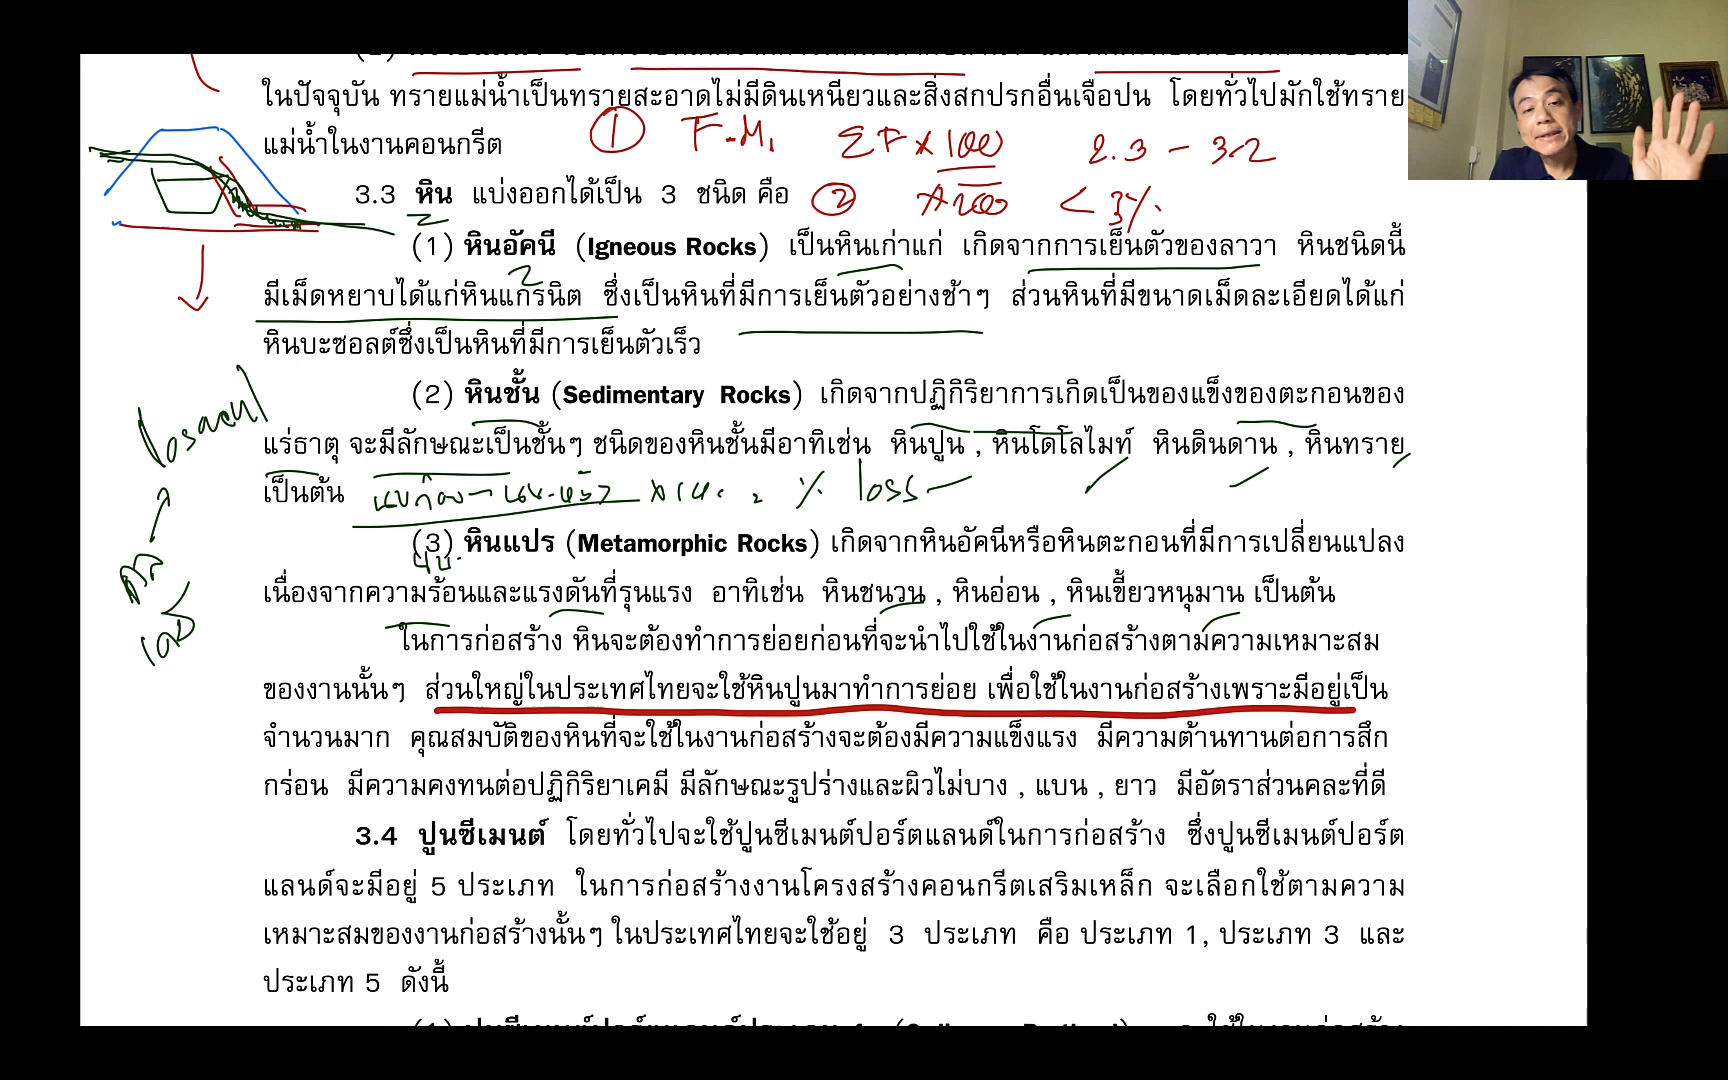 ในปัจจุบัน ทรายแม่น้ำเป็นทรายสะอาดไม่มีดินเหนียวและสิ่งสกปรกอื่นเจือปน โดยทั่วไปมักใช้ทราย
แม่น้ำในงานคอนกรีต
① F.M. ΣF × 100 2.3 - 3.2
3.3 หิน แบ่งออกได้เป็น 3 ชนิด คือ
② #200 < 3%
(1) หินอัคนี (Igneous Rocks) เป็นหินเก่าแก่ เกิดจากการเย็นตัวของลาวา หินชนิดนี้
มีเม็ดหยาบได้แก่หินแกรนิต ซึ่งเป็นหินที่มีการเย็นตัวอย่างช้าๆ ส่วนหินที่มีขนาดเม็ดละเอียดได้แก่
หินบะซอลต์ซึ่งเป็นหินที่มีการเย็นตัวเร็ว
(2) หินชั้น (Sedimentary Rocks) เกิดจากปฏิกิริยาการเกิดเป็นของแข็งของตะกอนของ
แร่ธาตุ จะมีลักษณะเป็นชั้นๆ ชนิดของหินชั้นมีอาทิเช่น หินปูน , หินโดโลไมท์ หินดินดาน , หินทราย
เป็นต้น
% loss
(3) หินแปร (Metamorphic Rocks) เกิดจากหินอัคนีหรือหินตะกอนที่มีการเปลี่ยนแปลง
เนื่องจากความร้อนและแรงดันที่รุนแรง อาทิเช่น หินชนวน , หินอ่อน , หินเขี้ยวหนุมาน เป็นต้น
ในการก่อสร้าง หินจะต้องทำการย่อยก่อนที่จะนำไปใช้ในงานก่อสร้างตามความเหมาะสม
ของงานนั้นๆ ส่วนใหญ่ในประเทศไทยจะใช้หินปูนมาทำการย่อย เพื่อใช้ในงานก่อสร้างเพราะมีอยู่เป็น
จำนวนมาก คุณสมบัติของหินที่จะใช้ในงานก่อสร้างจะต้องมีความแข็งแรง มีความต้านทานต่อการสึก
กร่อน มีความคงทนต่อปฏิกิริยาเคมี มีลักษณะรูปร่างและผิวไม่บาง , แบน , ยาว มีอัตราส่วนคละที่ดี
3.4 ปูนซีเมนต์ โดยทั่วไปจะใช้ปูนซีเมนต์ปอร์ตแลนด์ในการก่อสร้าง ซึ่งปูนซีเมนต์ปอร์ต
แลนด์จะมีอยู่ 5 ประเภท ในการก่อสร้างงานโครงสร้างคอนกรีตเสริมเหล็ก จะเลือกใช้ตามความ
เหมาะสมของงานก่อสร้างนั้นๆ ในประเทศไทยจะใช้อยู่ 3 ประเภท คือ ประเภท 1, ประเภท 3 และ
ประเภท 5 ดังนี้